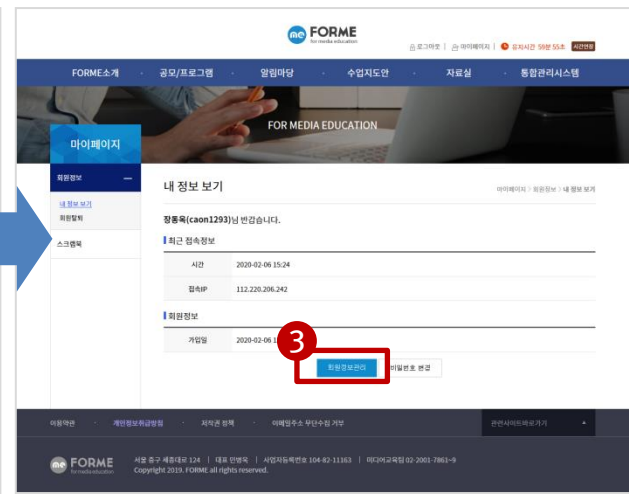 me FORME
for media education
로그아웃 | 마이페이지 | 유지시간 59분 55초 시간연장
FORME소개 · 공모/프로그램 · 알림마당 · 수업지도안 · 자료실 · 통합관리시스템
FOR MEDIA EDUCATION
마이페이지
회원정보
내 정보 보기
회원탈퇴
스크랩북
내 정보 보기
마이페이지 > 회원정보 > 내 정보 보기
장동옥(caon1293)님 반갑습니다.
최근 접속정보
시간 2020-02-06 15:24
접속IP 112.220.206.242
회원정보
가입일 2020-02-06 1
3
회원정보관리 비밀번호 변경
이용약관 · 개인정보취급방침 · 저작권 정책 · 이메일주소 무단수집 거부
관련사이트바로가기
me FORME
for media education
서울 중구 세종대로 124 | 대표 민병욱 | 사업자등록번호 104-82-11163 | 미디어교육팀 02-2001-7861~9
Copyright 2019. FORME all rights reserved.